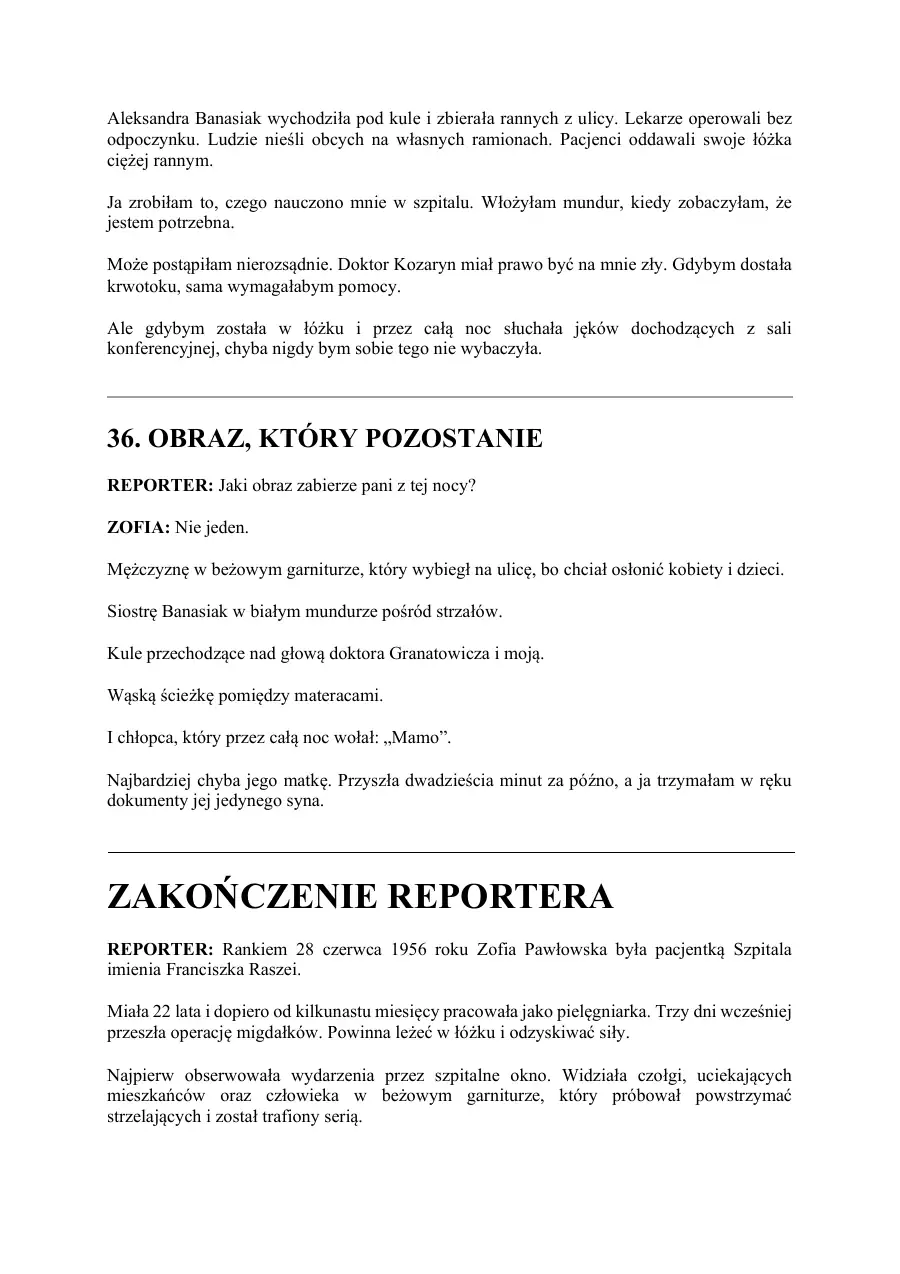 Aleksandra Banasiak wychodziła pod kule i zbierała rannych z ulicy. Lekarze operowali bez
odpoczynku. Ludzie nieśli obcych na własnych ramionach. Pacjenci oddawali swoje łóżka
ciężej rannym.
Ja zrobiłam to, czego nauczono mnie w szpitalu. Włożyłam mundur, kiedy zobaczyłam, że
jestem potrzebna.
Może postąpiłam nierozsądnie. Doktor Kozaryn miał prawo być na mnie zły. Gdybym dostała
krwotoku, sama wymagałabym pomocy.
Ale gdybym została w łóżku i przez całą noc słuchała jęków dochodzących z sali
konferencyjnej, chyba nigdy bym sobie tego nie wybaczyła.
36. OBRAZ, KTÓRY POZOSTANIE
REPORTER: Jaki obraz zabierze pani z tej nocy?
ZOFIA: Nie jeden.
Mężczyznę w beżowym garniturze, który wybiegł na ulicę, bo chciał osłonić kobiety i dzieci.
Siostrę Banasiak w białym mundurze pośród strzałów.
Kule przechodzące nad głową doktora Granatowicza i moją.
Wąską ścieżkę pomiędzy materacami.
I chłopca, który przez całą noc wołał: „Mamo”.
Najbardziej chyba jego matkę. Przyszła dwadzieścia minut za późno, a ja trzymałam w ręku
dokumenty jej jedynego syna.
ZAKOŃCZENIE REPORTERA
REPORTER: Rankiem 28 czerwca 1956 roku Zofia Pawłowska była pacjentką Szpitala
imienia Franciszka Raszei.
Miała 22 lata i dopiero od kilkunastu miesięcy pracowała jako pielęgniarka. Trzy dni wcześniej
przeszła operację migdałków. Powinna leżeć w łóżku i odzyskiwać siły.
Najpierw obserwowała wydarzenia przez szpitalne okno. Widziała czołgi, uciekających
mieszkańców oraz człowieka w beżowym garniturze, który próbował powstrzymać
strzelających i został trafiony serią.